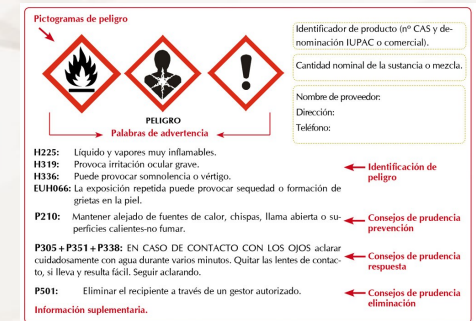 Pictogramas de peligro
Identificador de producto (nº CAS y de-
nominación IUPAC o comercial).
Cantidad nominal de la sustancia o mezcla.
Nombre de proveedor:
Dirección:
Teléfono:
PELIGRO
Palabras de advertencia
H225: Líquido y vapores muy inflamables.
H319: Provoca irritación ocular grave.
H336: Puede provocar somnolencia o vértigo.
EUH066: La exposición repetida puede provocar sequedad o formación de
grietas en la piel.
Identificación de
peligro
P210: Mantener alejado de fuentes de calor, chispas, llama abierta o su-
perficies calientes-no fumar.
Consejos de prudencia
prevención
P305+P351+P338: EN CASO DE CONTACTO CON LOS OJOS aclarar
cuidadosamente con agua durante varios minutos. Quitar las lentes de contac-
to, si lleva y resulta fácil. Seguir aclarando.
Consejos de prudencia
respuesta
P501: Eliminar el recipiente a través de un gestor autorizado.
Consejos de prudencia
eliminación
Información suplementaria.